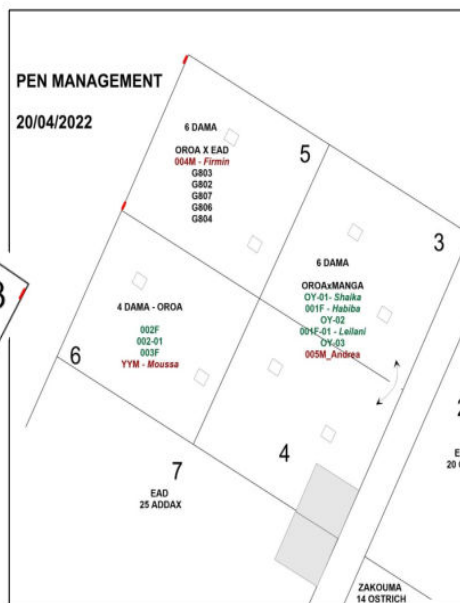 PEN MANAGEMENT
20/04/2022
6 DAMA
OROA X EAD
004M - Firmin
G803
G802
G807
G806
G804
5
3
6 DAMA
OROAxMANGA
OY-01- Shaika
001F - Habiba
OY-02
001F-01 - Leilani
OY-03
005M_Andrea
4 DAMA - OROA
002F
002-01
003F
YYM - Moussa
6
7
4
EAD
25 ADDAX
ZAKOUMA
14 OSTRICH